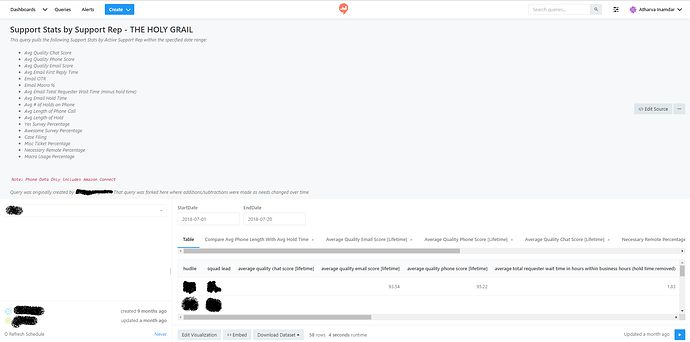 Dashboards Queries Alerts Create Search queries... Atharva Inamdar
Support Stats by Support Rep - THE HOLY GRAIL
This query pulls the following Support Stats by Active Support Rep within the specified date range:
Avg Quality Chat Score
Avg Quality Phone Score
Avg Quality Email Score
Avg Email First Reply Time
Email OTR
Email Macro %
Avg Email Total Requester Wait Time (minus hold time)
Avg Email Hold Time
Avg # of Holds on Phone
Avg Length of Phone Call
Avg Length of Hold
Yes Survey Percentage
Awesome Survey Percentage
Case Filing
Misc Ticket Percentage
Necessary Remote Percentage
Macro Usage Percentage
Edit Source
Note: Phone Data Only Includes Amazon Connect
Query was originally created by That query was forked here where additions/subtractions were made as needs changed over time
StartDate EndDate
2018-07-01 2018-07-20
Table Compare Avg Phone Length With Avg Hold Time Average Quality Email Score [Lifetime] Average Quality Phone Score [Lifetime] Average Quality Chat Score [Lifetime] Necessary Remote Percentage
hudlie squad lead average quality chat score [lifetime] average quality email score [lifetime] average quality phone score [lifetime] average total requester wait time in hours within business hours (hold time removed)
93.54 95.22 1.83
created 9 months ago
updated a month ago
Refresh Schedule Never
Edit Visualization Embed Download Dataset 58 rows 4 seconds runtime Updated a month ago